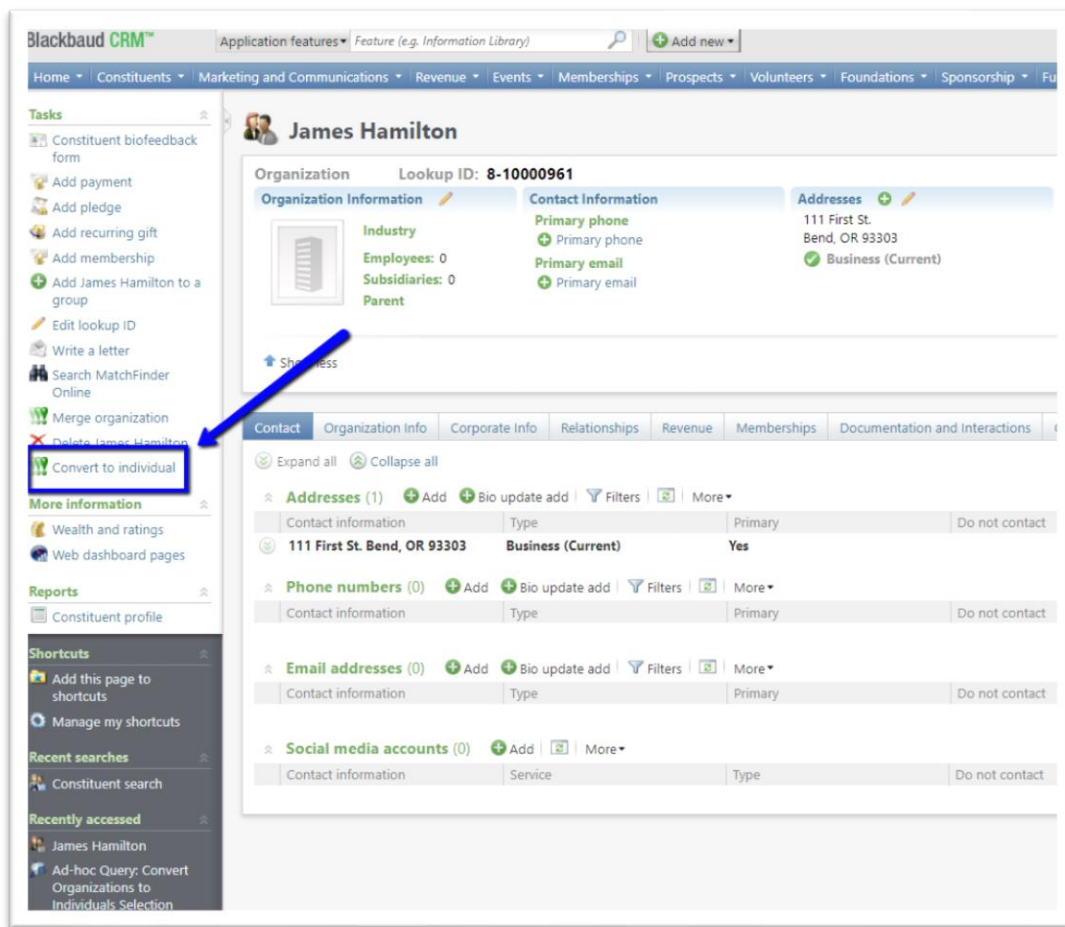 Blackbaud CRM™ Application features Feature (e.g. Information Library) Add new
Home Constituents Marketing and Communications Revenue Events Memberships Prospects Volunteers Foundations Sponsorship Fu
Tasks
Constituent biofeedback
form
Add payment
Add pledge
Add recurring gift
Add membership
Add James Hamilton to a
group
Edit lookup ID
Write a letter
Search MatchFinder
Online
Merge organization
Delete James Hamilton
Convert to individual
More information
Wealth and ratings
Web dashboard pages
Reports
Constituent profile
Shortcuts
Add this page to
shortcuts
Manage my shortcuts
Recent searches
Constituent search
Recently accessed
James Hamilton
Ad-hoc Query: Convert
Organizations to
Individuals Selection
James Hamilton
Organization Lookup ID: 8-10000961
Organization Information
Industry
Employees: 0
Subsidiaries: 0
Parent
Contact Information
Primary phone
Primary phone
Primary email
Primary email
Addresses
111 First St.
Bend, OR 93303
Business (Current)
Show less
Contact Organization Info Corporate Info Relationships Revenue Memberships Documentation and Interactions
Expand all Collapse all
Addresses (1) Add Bio update add Filters More
Contact information Type Primary Do not contact
111 First St. Bend, OR 93303 Business (Current) Yes
Phone numbers (0) Add Bio update add Filters More
Contact information Type Primary Do not contact
Email addresses (0) Add Bio update add Filters More
Contact information Type Primary Do not contact
Social media accounts (0) Add More
Contact information Service Type Do not contact